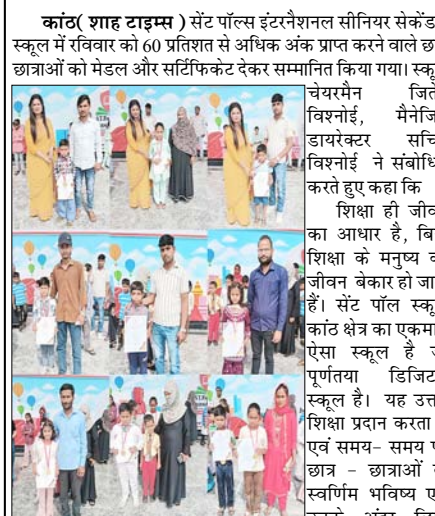 कांठ( शाह टाइम्स ) सेंट पॉल्स इंटरनैशनल सीनियर सेकेंड
स्कूल में रविवार को 60 प्रतिशत से अधिक अंक प्राप्त करने वाले छ
छात्राओं को मेडल और सर्टिफिकेट देकर सम्मानित किया गया। स्कू
चेयरमैन जिते
विश्नोई, मैनेजि
डायरेक्टर सचि
विश्नोई ने संबोधि
करते हुए कहा कि
शिक्षा ही जीव
का आधार है, बि
शिक्षा के मनुष्य क
जीवन बेकार हो जा
हैं। सेंट पॉल स्कू
कांठ क्षेत्र का एकमा
ऐसा स्कूल है ज
पूर्णतया डिजिट
स्कूल है। यह उत्त
शिक्षा प्रदान करता
एवं समय- समय प
छात्र - छात्राओं
स्वर्णिम भविष्य ए